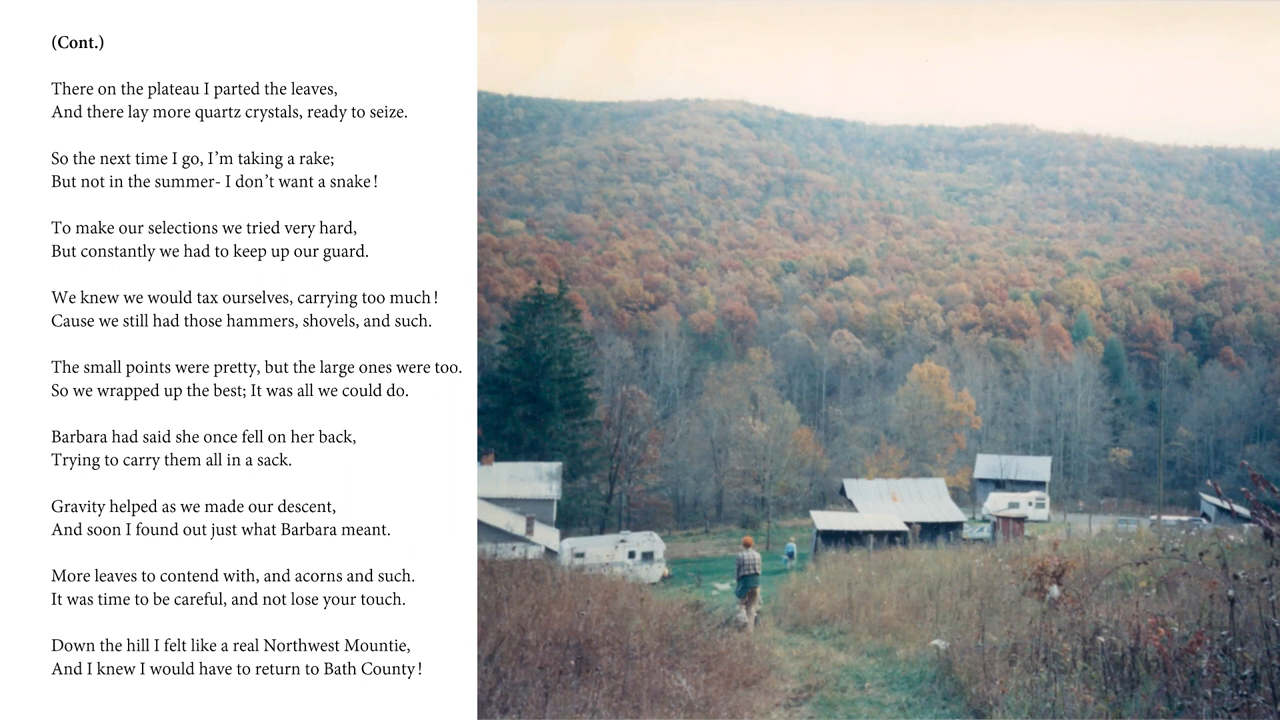 (Cont.)
There on the plateau I parted the leaves,
And there lay more quartz crystals, ready to seize.
So the next time I go, I’m taking a rake;
But not in the summer- I don’t want a snake!
To make our selections we tried very hard,
But constantly we had to keep up our guard.
We knew we would tax ourselves, carrying too much!
Cause we still had those hammers, shovels, and such.
The small points were pretty, but the large ones were too.
So we wrapped up the best; It was all we could do.
Barbara had said she once fell on her back,
Trying to carry them all in a sack.
Gravity helped as we made our descent,
And soon I found out just what Barbara meant.
More leaves to contend with, and acorns and such.
It was time to be careful, and not lose your touch.
Down the hill I felt like a real Northwest Mountie,
And I knew I would have to return to Bath County!